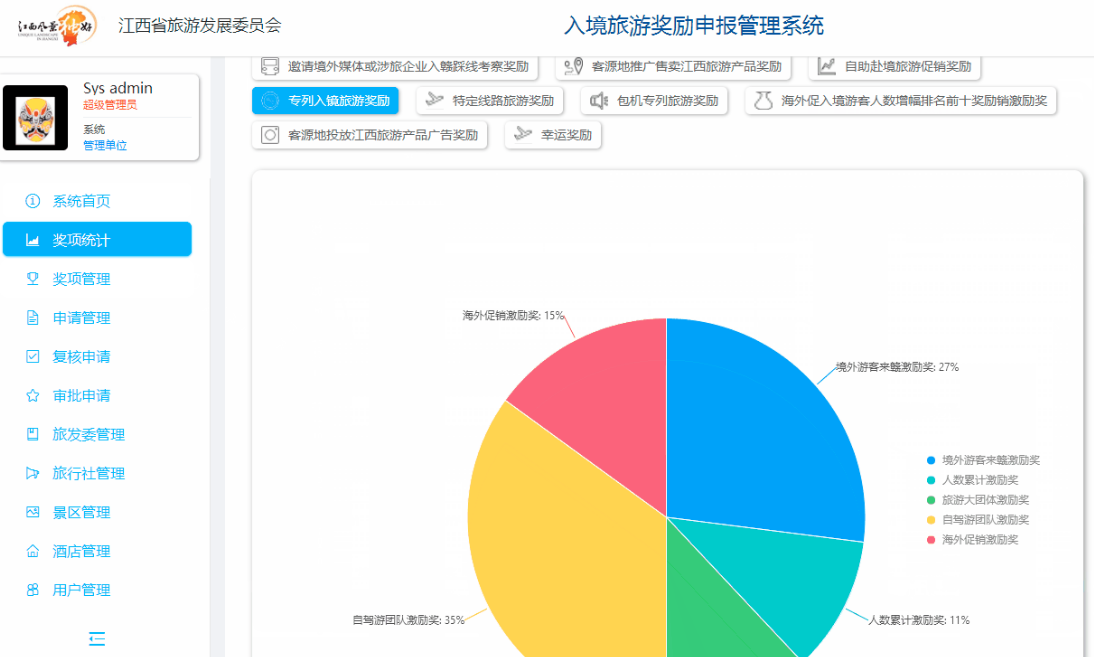 江西风景独好
江西省旅游发展委员会
入境旅游奖励申报管理系统
Sys admin
超级管理员
系统
管理单位
系统首页
奖项统计
奖项管理
申请管理
复核申请
审批申请
旅发委管理
旅行社管理
景区管理
酒店管理
用户管理
邀请境外媒体或涉旅企业入赣踩线考察奖励
客源地推广售卖江西旅游产品奖励
自助赴境旅游促销奖励
专列入镜旅游奖励
特定线路旅游奖励
包机专列旅游奖励
海外促入境游客人数增幅排名前十奖励销激励奖
客源地投放江西旅游产品广告奖励
幸运奖励
海外促销激励奖: 15%
境外游客来赣激励奖: 27%
自驾游团队激励奖: 35%
人数累计激励奖: 11%
境外游客来赣激励奖
人数累计激励奖
旅游大团体激励奖
自驾游团队激励奖
海外促销激励奖